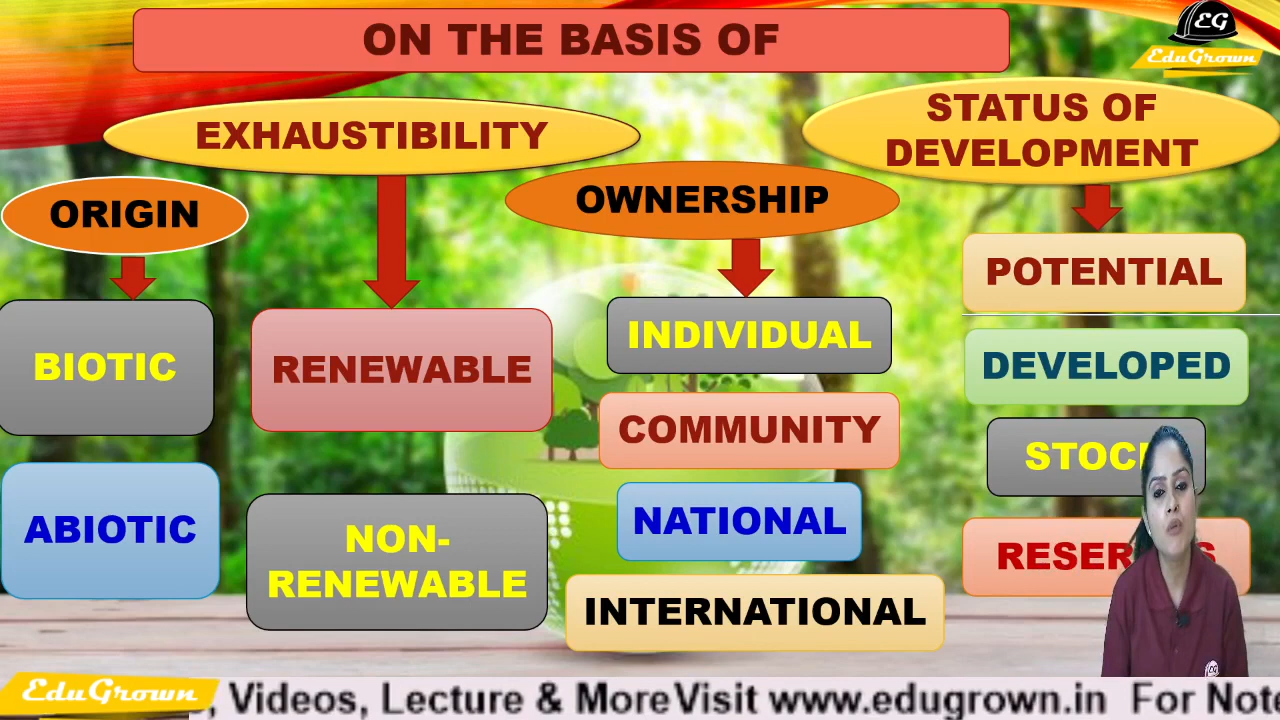 ON THE BASIS OF
EG
EduGrown
EXHAUSTIBILITY
STATUS OF
DEVELOPMENT
ORIGIN
OWNERSHIP
BIOTIC
ABIOTIC
RENEWABLE
NON-
RENEWABLE
INDIVIDUAL
COMMUNITY
NATIONAL
INTERNATIONAL
POTENTIAL
DEVELOPED
EduGrown
, Videos, Lecture & More Visit www.edugrown.in For